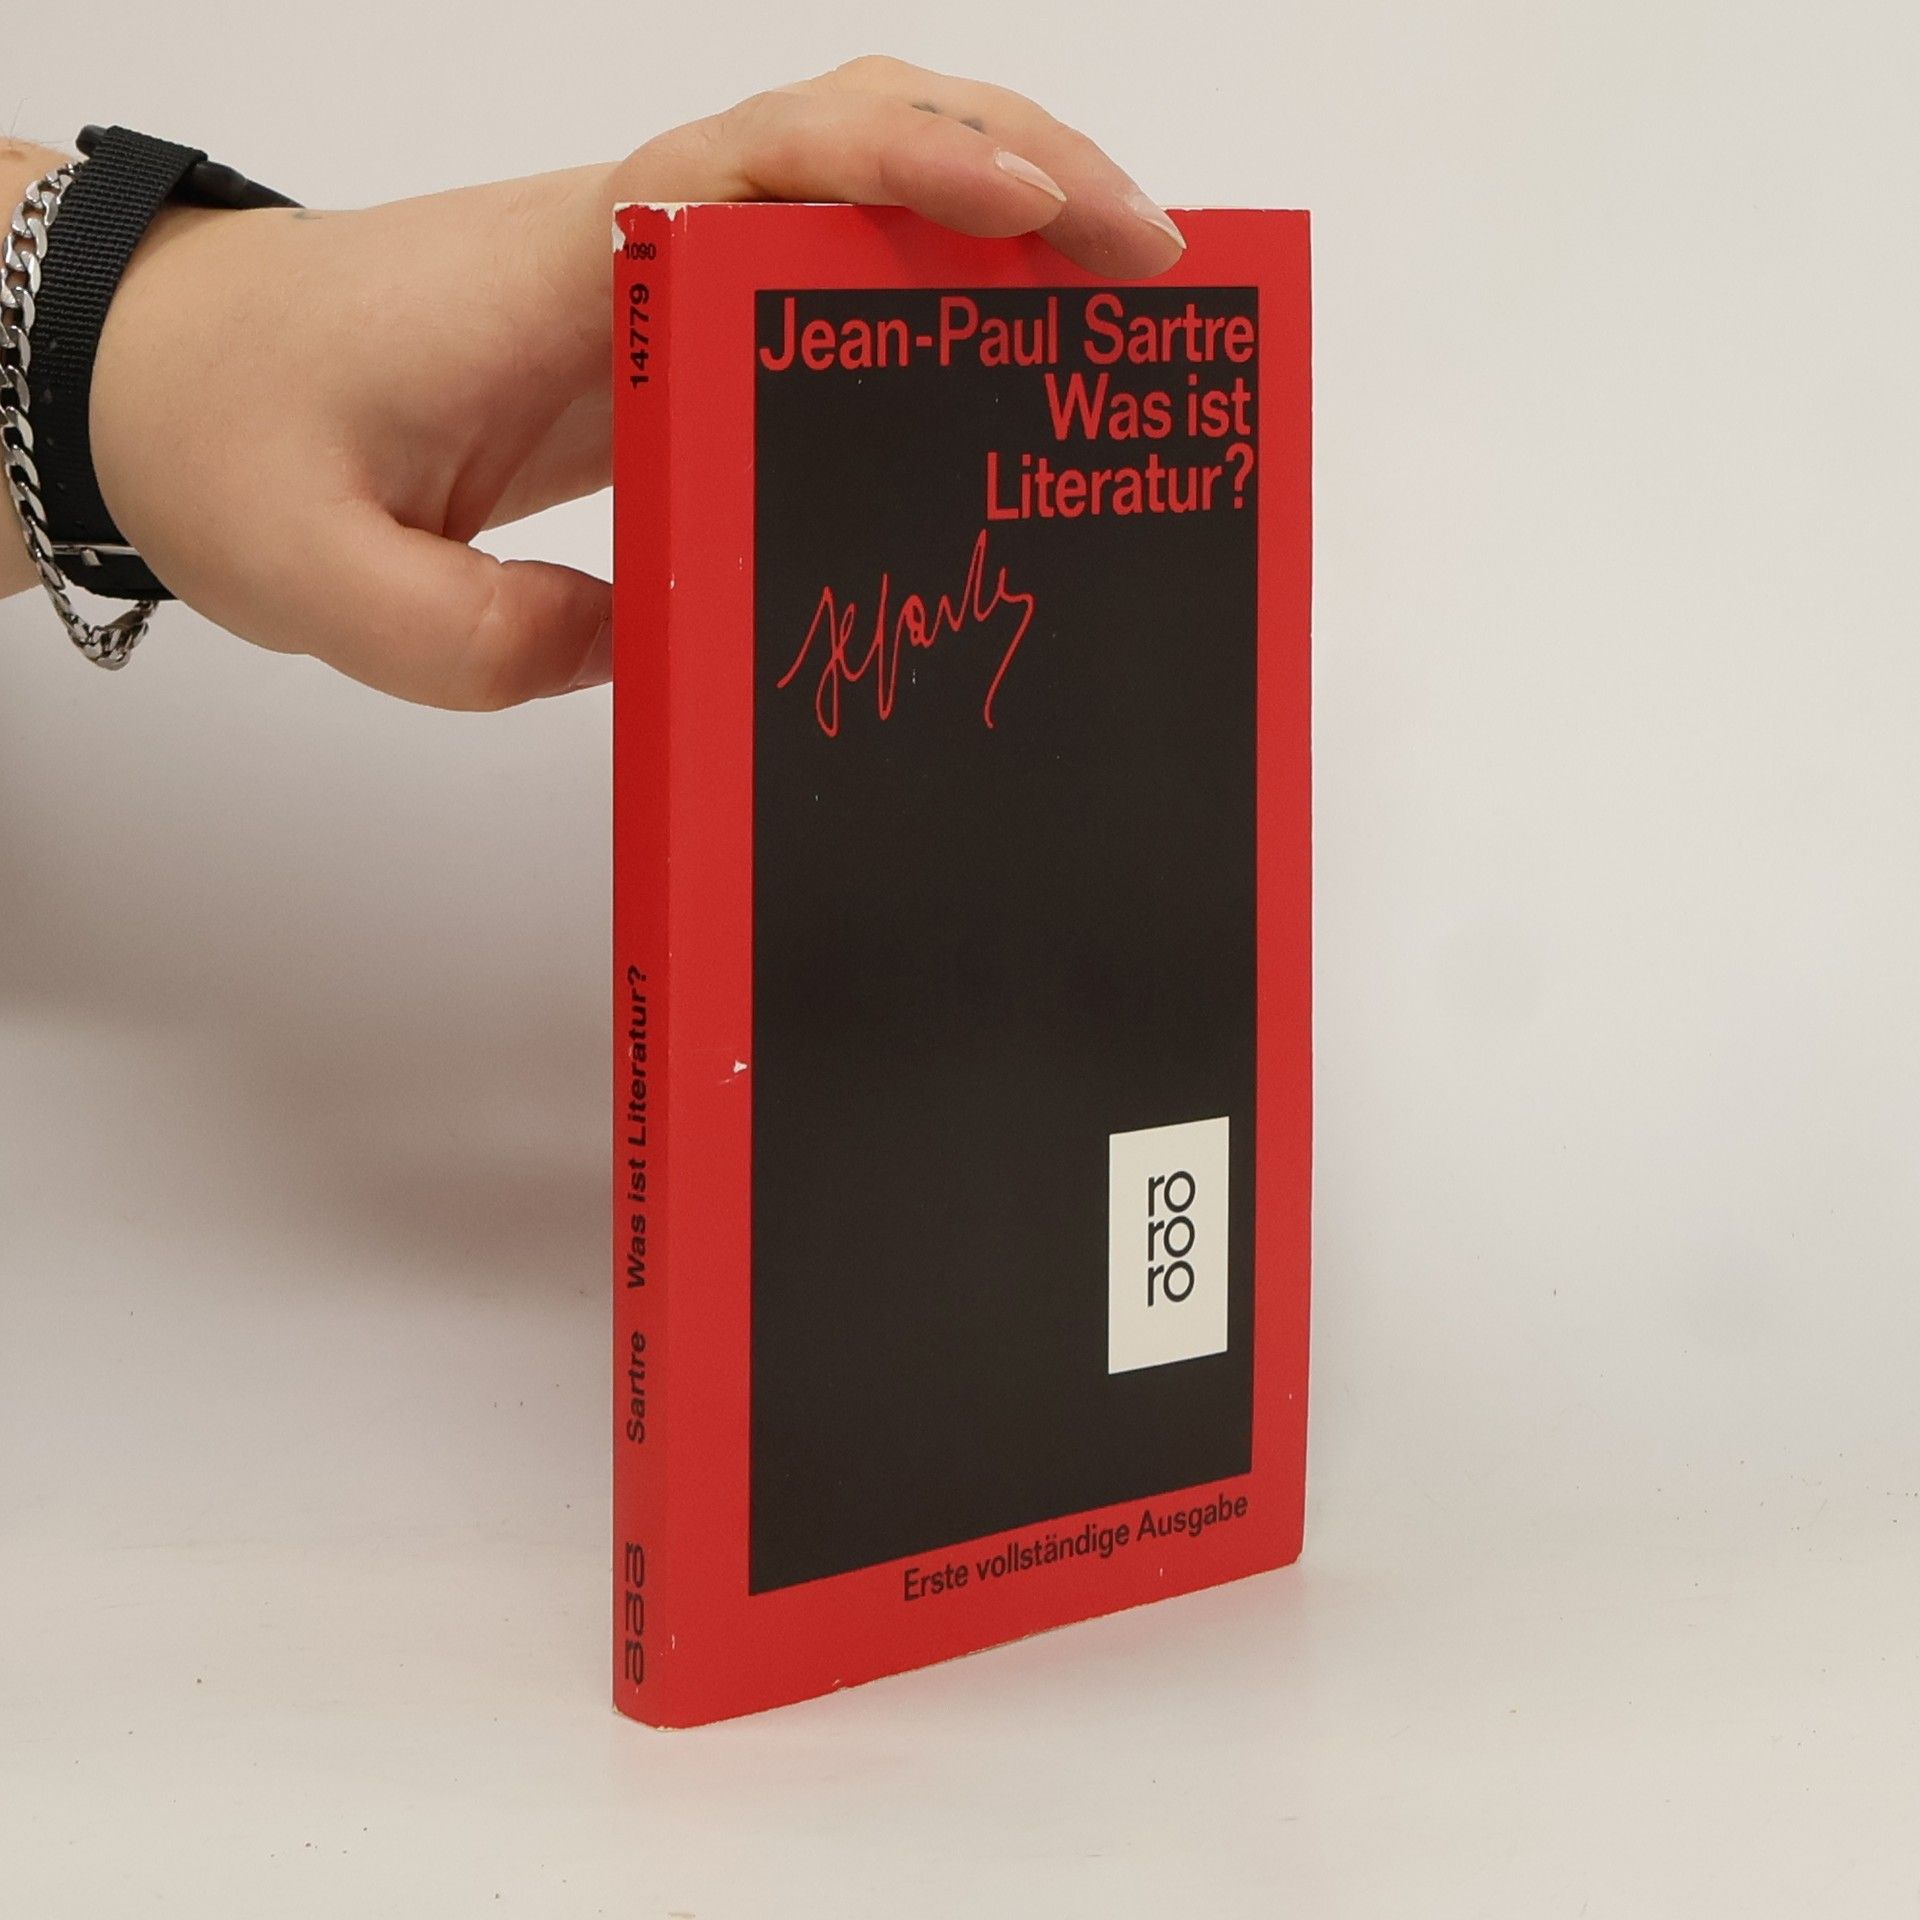 Jean-Paul Sartre
Was ist
Literatur?
JPSartre
ro
ro
ro
Erste vollständige Ausgabe
1090
14779
Sartre Was ist Literatur?
ro
ro
ro